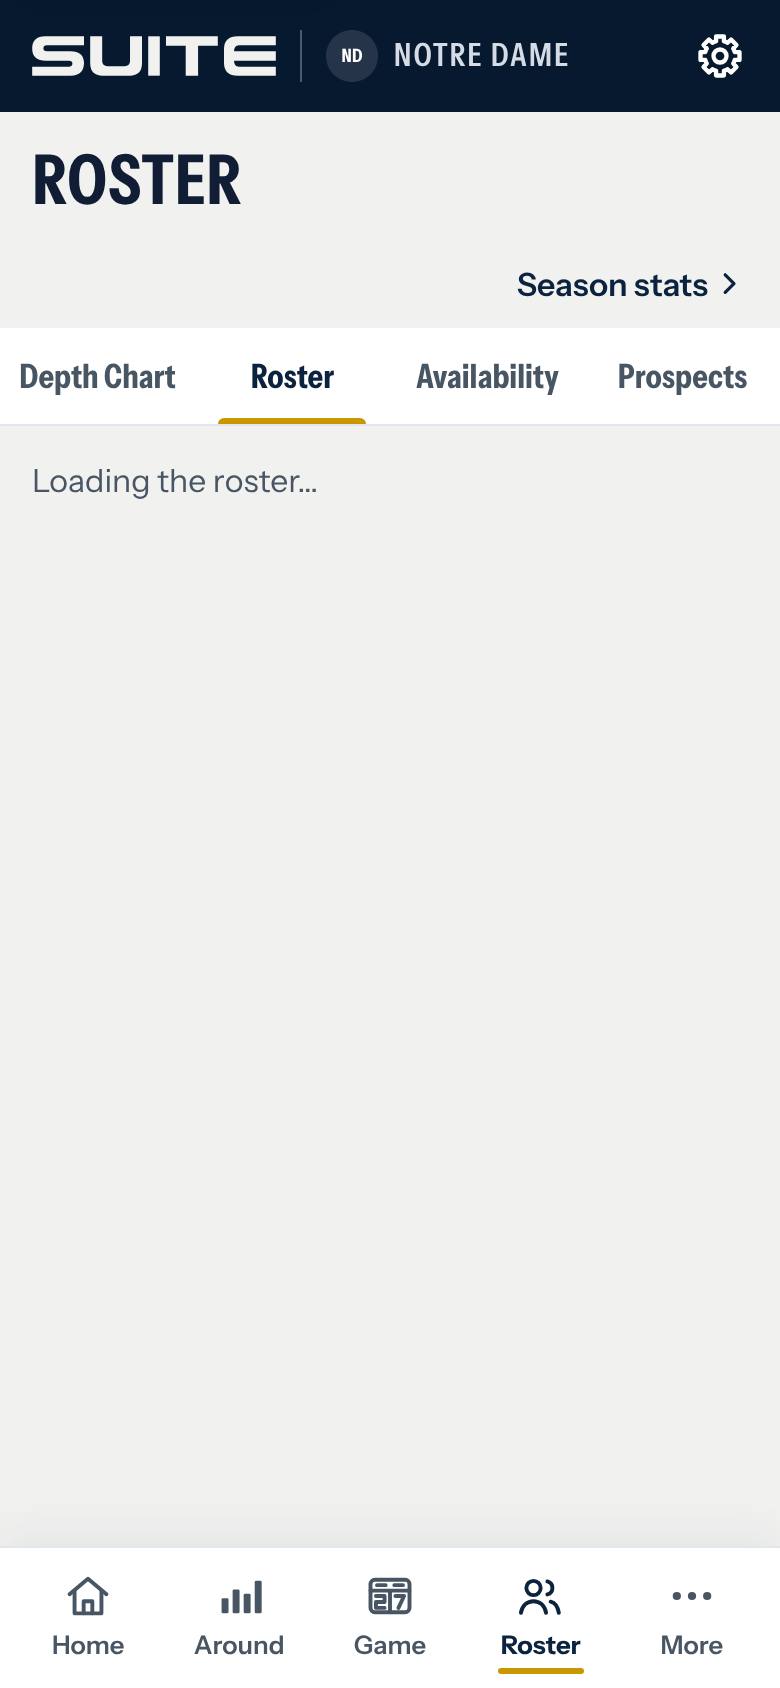 SUITE ND NOTRE DAME
ROSTER
Season stats
Depth Chart Roster Availability Prospects
Loading the roster...
27
Home Around Game Roster More